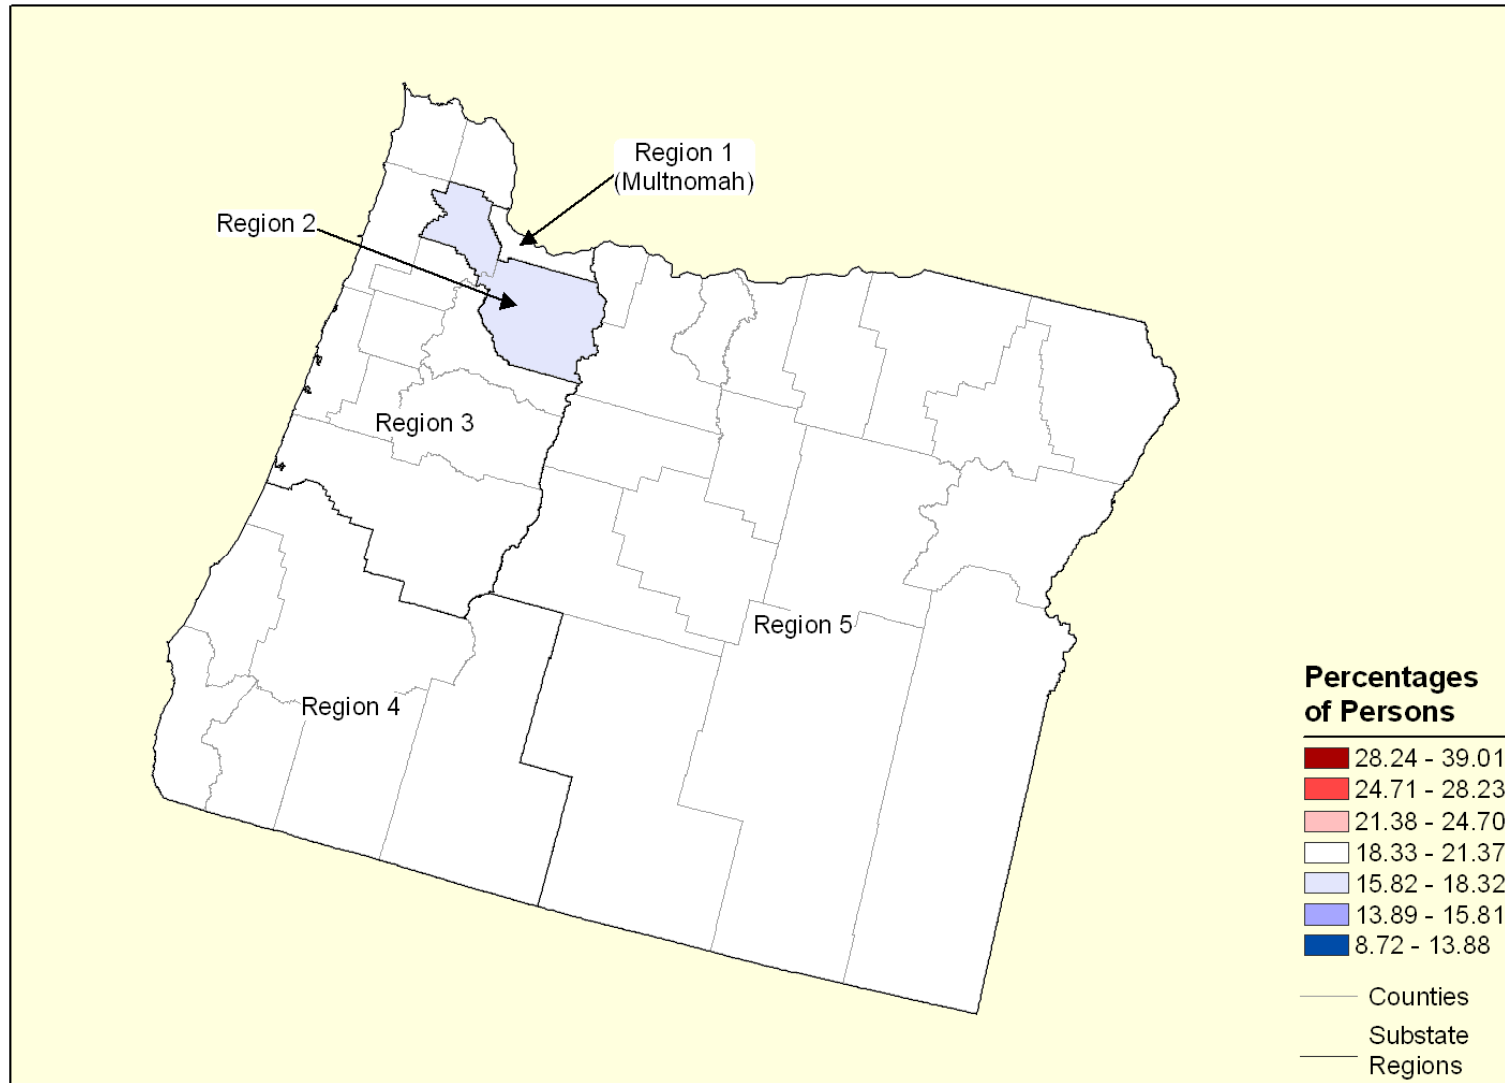 Region 1
(Multnomah)
Region 2
Region 3
Region 5
Region 4
Percentages
of Persons
28.24 - 39.01
24.71 - 28.23
21.38 - 24.70
18.33 - 21.37
15.82 - 18.32
13.89 - 15.81
8.72 - 13.88
Counties
Substate
Regions